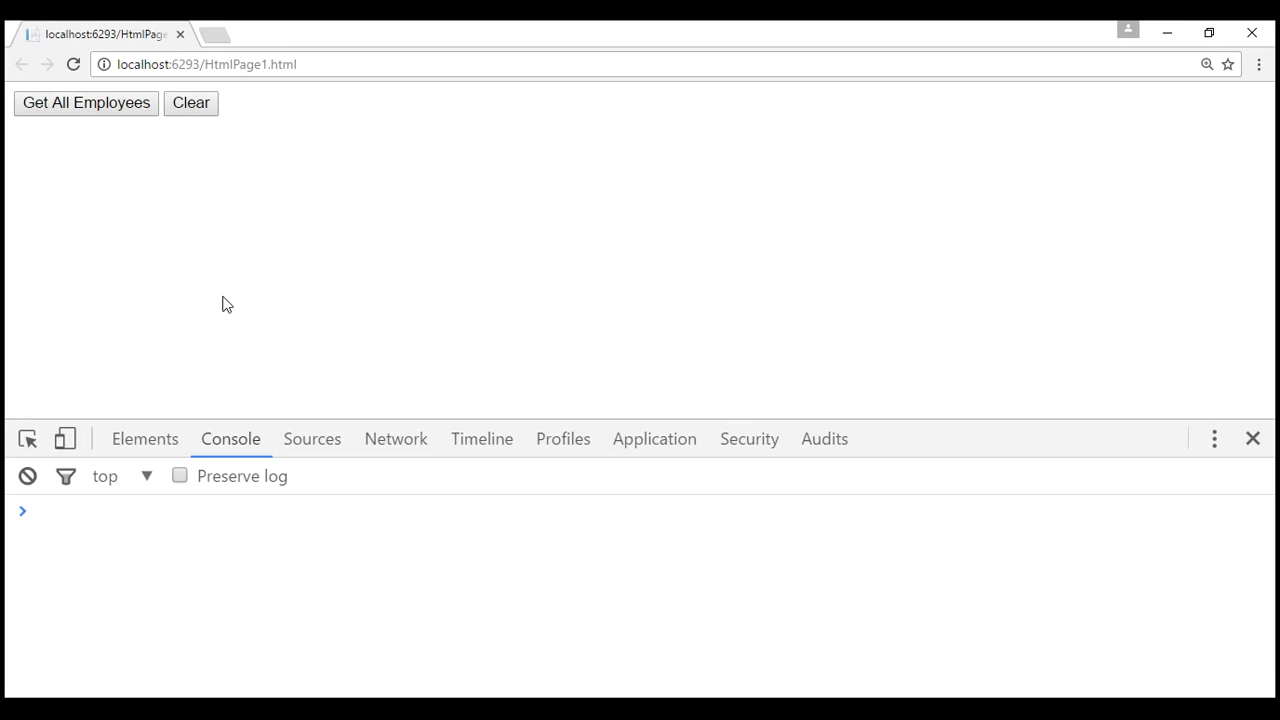 localhost:6293/HtmlPage
localhost:6293/HtmlPage1.html
Get All Employees Clear
Elements Console Sources Network Timeline Profiles Application Security Audits
top Preserve log